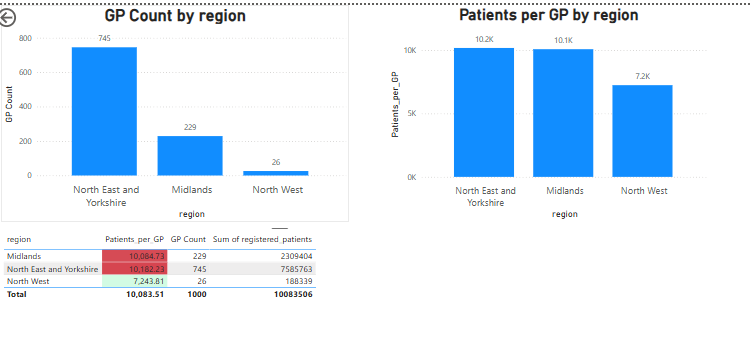 GP Count by region
800
745
600
400
229
200
26
0
GP Count
North East and
Yorkshire
Midlands
North West
region
Patients per GP by region
10.2K
10.1K
10K
7.2K
5K
0K
Patients_per_GP
North East and
Yorkshire
Midlands
North West
region
region Patients_per_GP GP Count Sum of registered_patients
Midlands 10,084.73 229 2309404
North East and Yorkshire 10,182.23 745 7585763
North West 7,243.81 26 188339
Total 10,083.51 1000 10083506